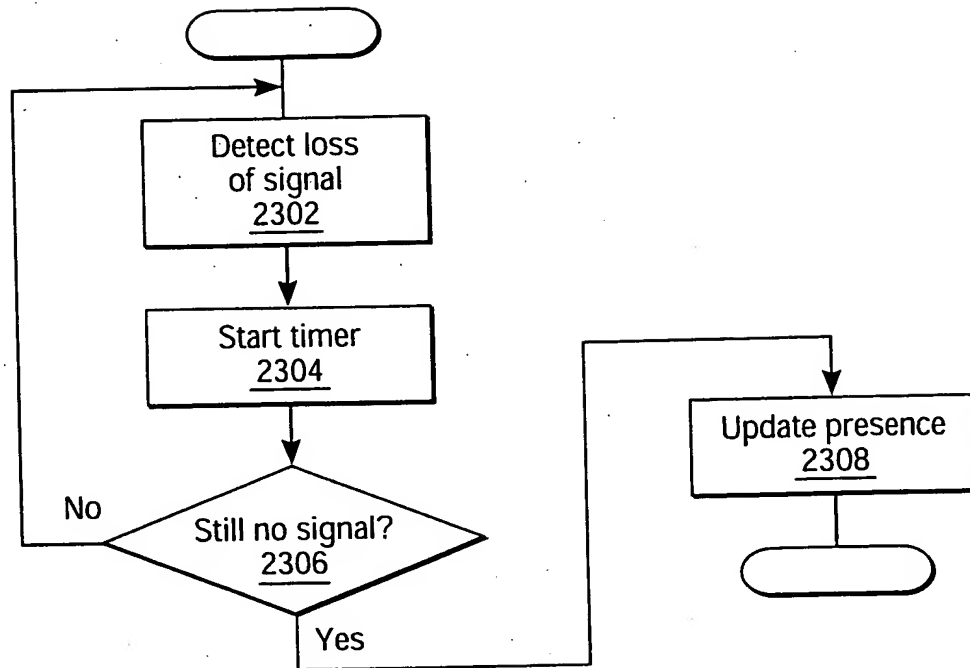 Detect loss
of signal
2302
Start timer
2304
Still no signal?
2306
No
Yes
Update presence
2308